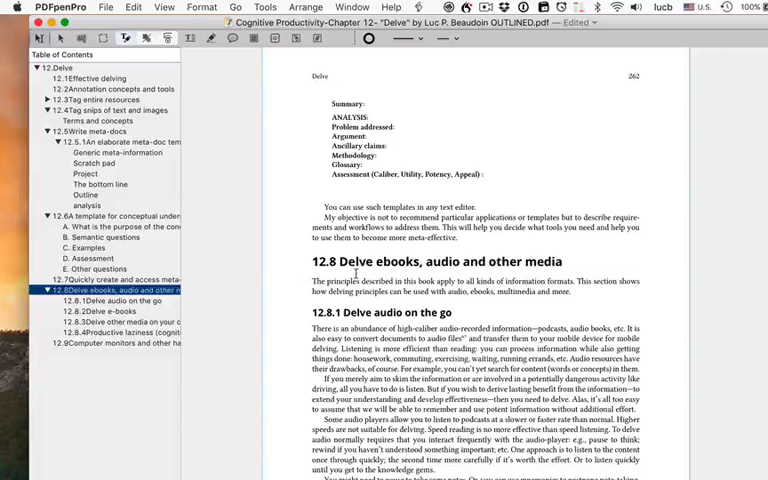 PDFpenPro File Edit View Format Go Arrange Window Help lucb U.S. 100%
Cognitive Productivity-Chapter 12- "Delve" by Luc P. Beaudoin OUTLINED.pdf — Edited
Table of Contents
12.Delve
12.1Effective delving
12.2Annotation concepts and tools
12.3Tag entire resources
12.4Tag snips of text and images
Terms and concepts
12.5Write meta-docs
12.5.1An elaborate meta-doc tem
Generic meta-information
Scratch pad
Project
The bottom line
Outline
analysis
12.6A template for conceptual under
A. What is the purpose of the conc
B. Semantic questions
C. Examples
D. Assessment
E. Other questions
12.7Quickly create and access meta-
12.8Delve ebooks, audio and other m
12.8.1Delve audio on the go
12.8.2Delve e-books
12.8.3Delve other media on your c
12.8.4Productive laziness (cogniti
12.9Computer monitors and other ha
Delve 262
Summary:
ANALYSIS:
Problem addressed:
Argument:
Ancillary claims:
Methodology:
Glossary:
Assessment (Caliber, Utility, Potency, Appeal) :
You can use such templates in any text editor.
My objective is not to recommend particular applications or templates but to describe require-
ments and workflows to address them. This will help you decide what tools you need and help you
to use them to become more meta-effective.
12.8 Delve ebooks, audio and other media
The principles described in this book apply to all kinds of information formats. This section shows
how delving principles can be used with audio, ebooks, multimedia and more.
12.8.1 Delve audio on the go
There is an abundance of high-caliber audio-recorded information—podcasts, audio books, etc. It is
also easy to convert documents to audio files and transfer them to your mobile device for mobile
delving. Listening is more efficient than reading: you can process information while also getting
things done: housework, commuting, exercising, waiting, running errands, etc. Audio resources have
their drawbacks, of course. For example, you can't yet search for content (words or concepts) in them.
If you merely aim to skim the information or are involved in a potentially dangerous activity like
driving, all you have to do is listen. But if you wish to derive lasting benefit from the information—to
extend your understanding and develop effectiveness—then you need to delve. Alas, it's all too easy
to assume that we will be able to remember and use potent information without additional effort.
Some audio players allow you to listen to podcasts at a slower or faster rate than normal. Higher
speeds are not suitable for delving. Speed reading is no more effective than speed listening. To delve
audio normally requires that you interact frequently with the audio-player: e.g., pause to think;
rewind if you haven't understood something important; etc. One approach is to listen to the content
once through quickly; the second time more carefully if it's worth the effort. Or to listen quickly
until you get to the knowledge gems.